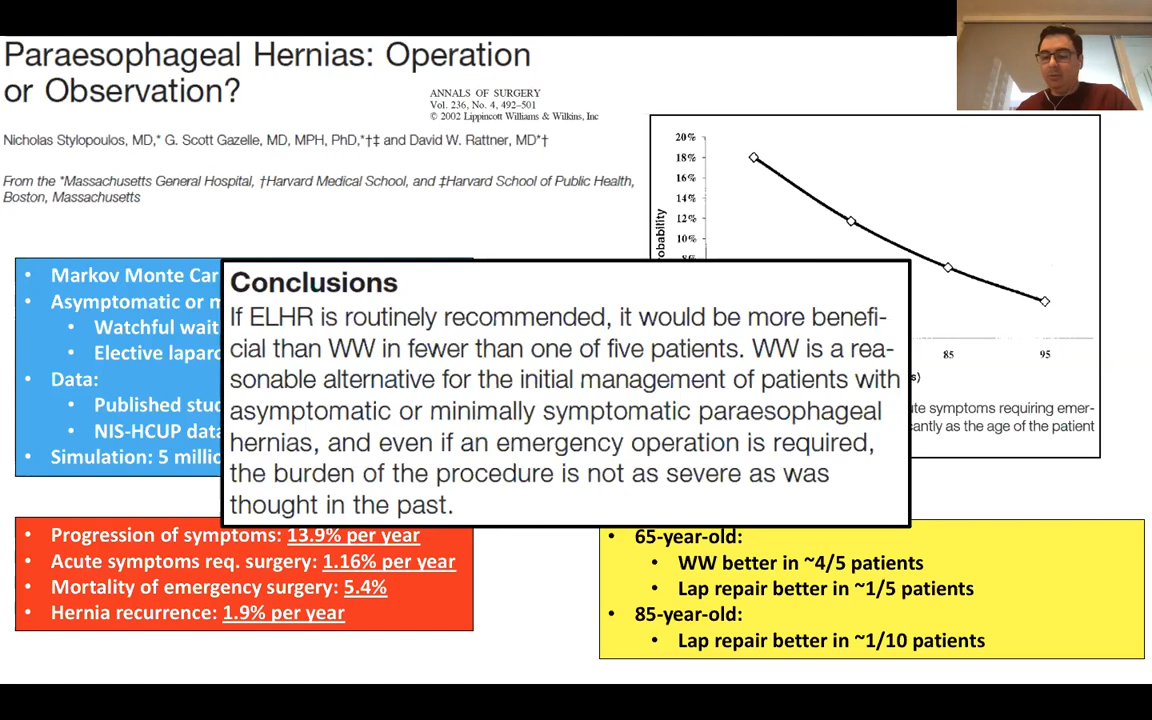 Paraesophageal Hernias: Operation
or Observation?
ANNALS OF SURGERY
Vol. 236, No. 4, 492–501
© 2002 Lippincott Williams & Wilkins, Inc
Nicholas Stylopoulos, MD,* G. Scott Gazelle, MD, MPH, PhD,*†‡ and David W. Rattner, MD*†
From the *Massachusetts General Hospital, †Harvard Medical School, and ‡Harvard School of Public Health,
Boston, Massachusetts
20%
18%
16%
14%
12%
10%
85
95
ute symptoms requiring emer-
cantly as the age of the patient
• Markov Monte Car
• Asymptomatic or m
• Watchful wait
• Elective laparo
• Data:
• Published stud
• NIS-HCUP data
• Simulation: 5 millio
Conclusions
If ELHR is routinely recommended, it would be more benefi-
cial than WW in fewer than one of five patients. WW is a rea-
sonable alternative for the initial management of patients with
asymptomatic or minimally symptomatic paraesophageal
hernias, and even if an emergency operation is required,
the burden of the procedure is not as severe as was
thought in the past.
• Progression of symptoms: 13.9% per year
• Acute symptoms req. surgery: 1.16% per year
• Mortality of emergency surgery: 5.4%
• Hernia recurrence: 1.9% per year
• 65-year-old:
• WW better in ~4/5 patients
• Lap repair better in ~1/5 patients
• 85-year-old:
• Lap repair better in ~1/10 patients